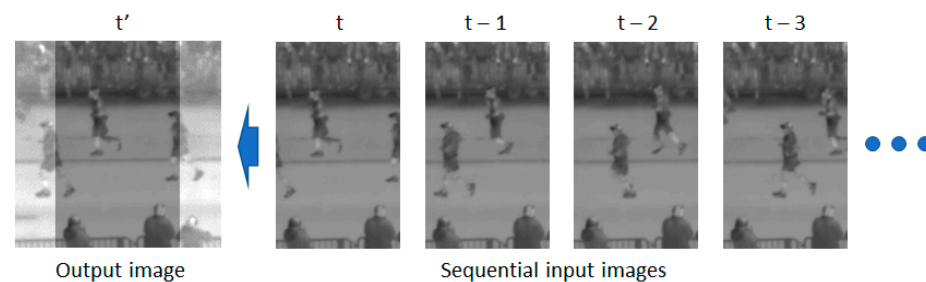 t’ t t – 1 t – 2 t – 3
Output image Sequential input images